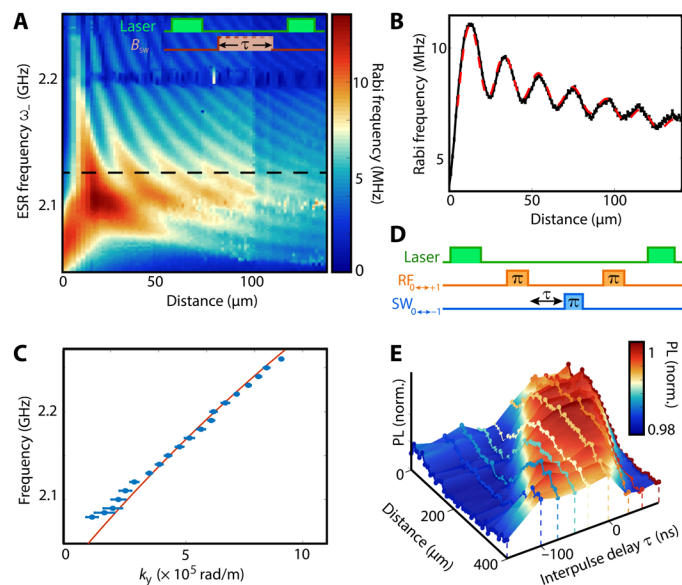 A
Laser
B_SW
τ
ESR frequency ω_ (GHz)
2.2
2.1
0
50
100
Distance (µm)
10
5
0
Rabi frequency (MHz)
B
Rabi frequency (MHz)
11
8
5
0
50
100
Distance (µm)
D
Laser
RF_0↔+1
π
π
τ
SW_0↔−1
π
C
Frequency (GHz)
2.2
2.1
0
5
10
k_y (× 10^5 rad/m)
E
PL (norm.)
1
0.98
PL (norm.)
0
200
400
Distance (µm)
−100
0
Interpulse delay τ (ns)